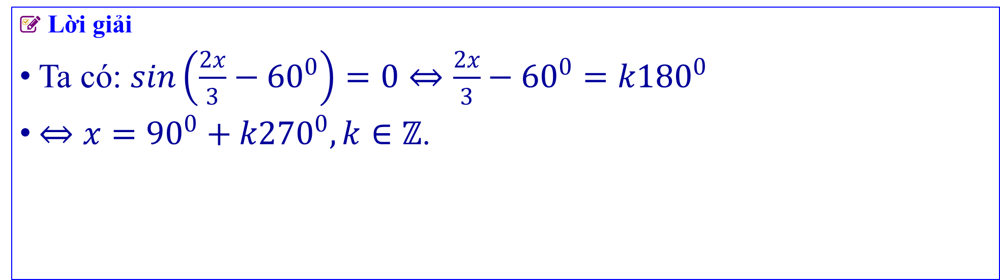 Lời giải
• Ta có: sin(2x/3 − 60⁰) = 0 ⇔ 2x/3 − 60⁰ = k180⁰
• ⇔ x = 90⁰ + k270⁰, k ∈ ℤ.